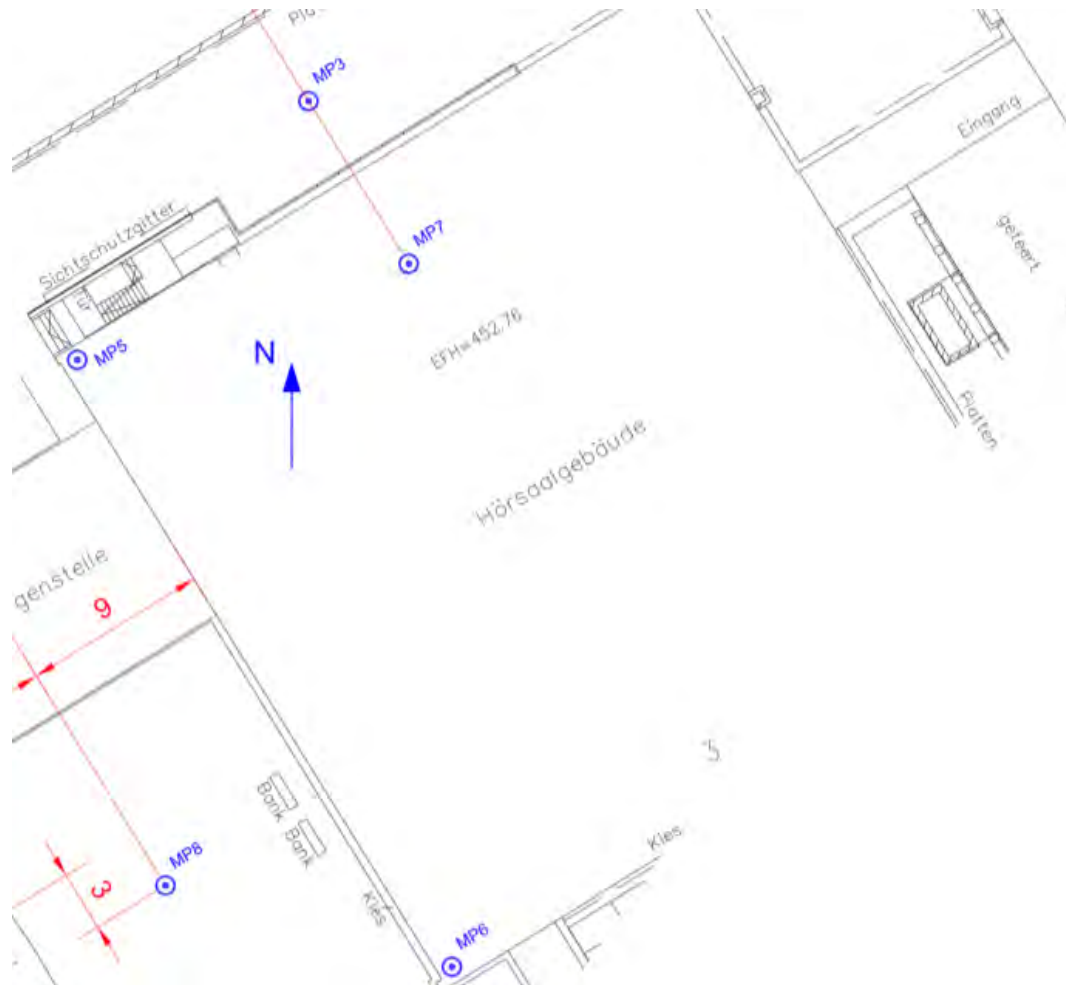 MP3
Eingang
Sichtschutzgitter
MP7
geteert
MP5
N
EFH=452.76
Platten
Hörsaalgebäude
genstelle
9
Bank
Bank
Kies
MP8
3
Kies
MP6